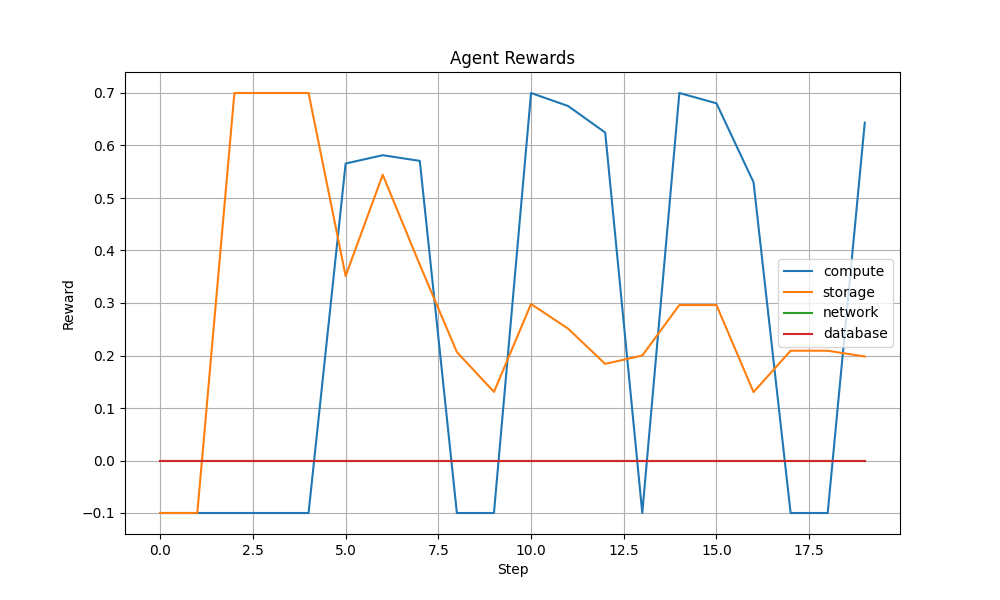 Agent Rewards
Reward
0.7
0.6
0.5
0.4
0.3
0.2
0.1
0.0
−0.1
compute
storage
network
database
0.0 2.5 5.0 7.5 10.0 12.5 15.0 17.5
Step